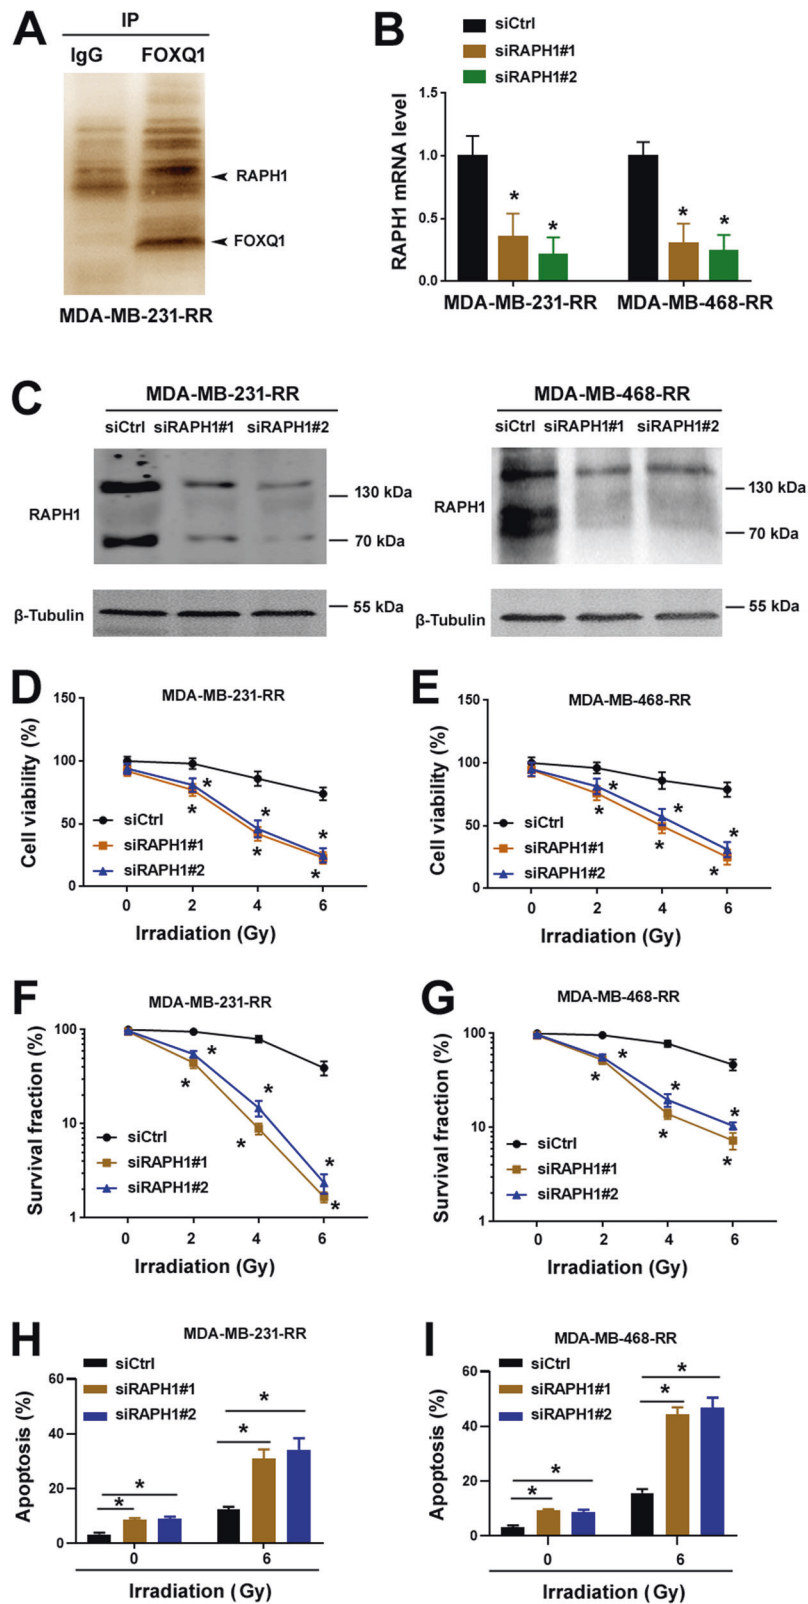 A
IP
IgG FOXQ1
RAPH1
FOXQ1
MDA-MB-231-RR
B
siCtrl
siRAPH1#1
siRAPH1#2
RAPH1 mRNA level
1.5
1.0
0.5
0.0
* * * *
MDA-MB-231-RR MDA-MB-468-RR
C
MDA-MB-231-RR
siCtrl siRAPH1#1 siRAPH1#2
RAPH1
130 kDa
70 kDa
β-Tubulin
55 kDa
MDA-MB-468-RR
siCtrl siRAPH1#1 siRAPH1#2
RAPH1
130 kDa
70 kDa
β-Tubulin
55 kDa
D
MDA-MB-231-RR
Cell viability (%)
150
100
50
0
siCtrl
siRAPH1#1
siRAPH1#2
* * * * * *
0 2 4 6
Irradiation (Gy)
E
MDA-MB-468-RR
Cell viability (%)
150
100
50
0
siCtrl
siRAPH1#1
siRAPH1#2
* * * * * *
0 2 4 6
Irradiation (Gy)
F
MDA-MB-231-RR
Survival fraction (%)
100
10
1
siCtrl
siRAPH1#1
siRAPH1#2
* * * * * *
0 2 4 6
Irradiation (Gy)
G
MDA-MB-468-RR
Survival fraction (%)
100
10
1
siCtrl
siRAPH1#1
siRAPH1#2
* * * * * *
0 2 4 6
Irradiation (Gy)
H
MDA-MB-231-RR
siCtrl
siRAPH1#1
siRAPH1#2
Apoptosis (%)
60
40
20
0
* * * *
0 6
Irradiation (Gy)
I
MDA-MB-468-RR
siCtrl
siRAPH1#1
siRAPH1#2
Apoptosis (%)
60
40
20
0
* * * *
0 6
Irradiation (Gy)